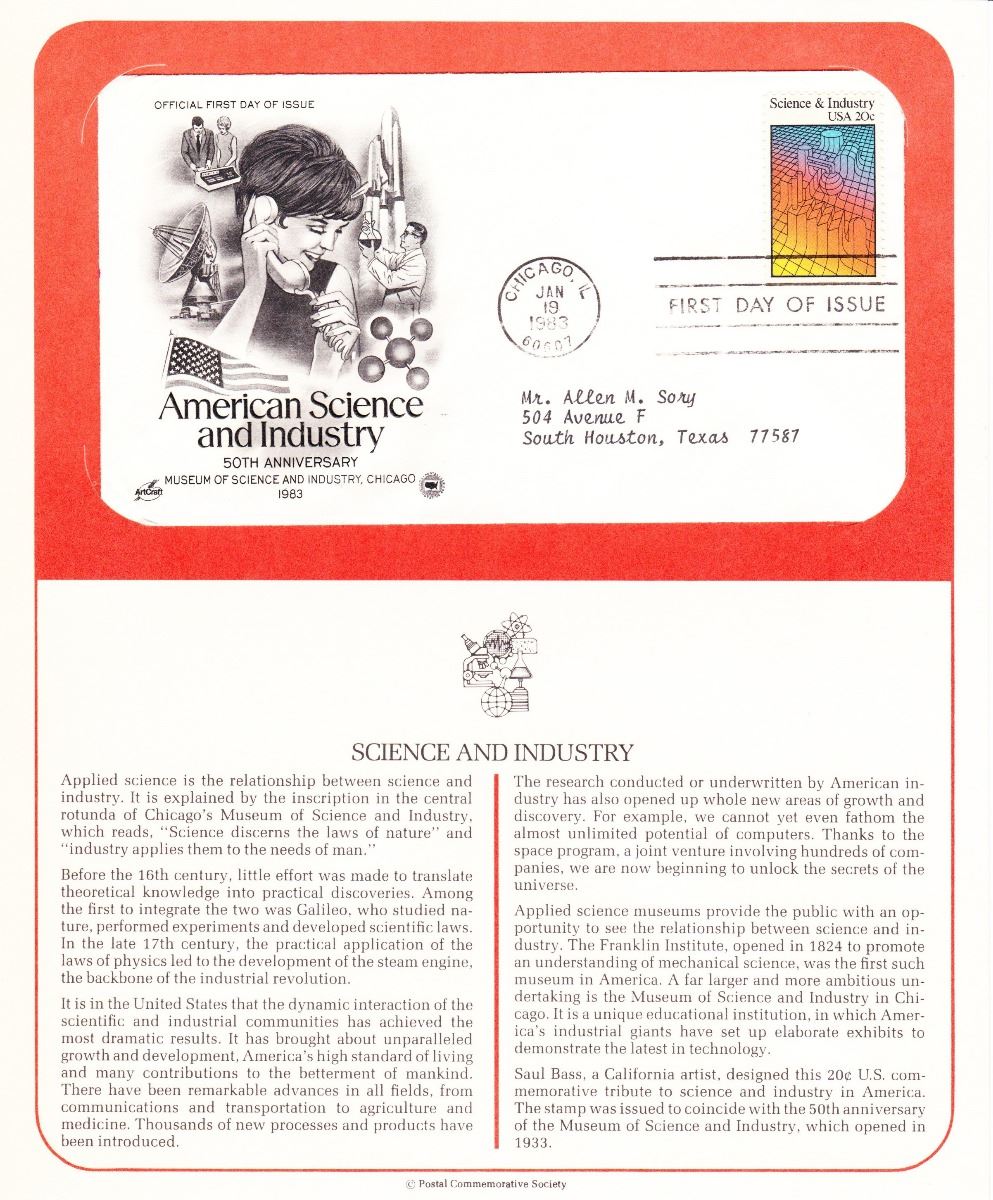 OFFICIAL FIRST DAY OF ISSUE
Science & Industry
USA 20c
CHICAGO, IL
JAN
19
1983
60607
FIRST DAY OF ISSUE
Mr. Allen M. Sory
504 Avenue F
South Houston, Texas 77587
American Science
and Industry
50TH ANNIVERSARY
MUSEUM OF SCIENCE AND INDUSTRY, CHICAGO
1983
ArtCraft
SCIENCE AND INDUSTRY
Applied science is the relationship between science and
industry. It is explained by the inscription in the central
rotunda of Chicago's Museum of Science and Industry,
which reads, “Science discerns the laws of nature” and
“industry applies them to the needs of man.”
Before the 16th century, little effort was made to translate
theoretical knowledge into practical discoveries. Among
the first to integrate the two was Galileo, who studied na-
ture, performed experiments and developed scientific laws.
In the late 17th century, the practical application of the
laws of physics led to the development of the steam engine,
the backbone of the industrial revolution.
It is in the United States that the dynamic interaction of the
scientific and industrial communities has achieved the
most dramatic results. It has brought about unparalleled
growth and development, America's high standard of living
and many contributions to the betterment of mankind.
There have been remarkable advances in all fields, from
communications and transportation to agriculture and
medicine. Thousands of new processes and products have
been introduced.
The research conducted or underwritten by American in-
dustry has also opened up whole new areas of growth and
discovery. For example, we cannot yet even fathom the
almost unlimited potential of computers. Thanks to the
space program, a joint venture involving hundreds of com-
panies, we are now beginning to unlock the secrets of the
universe.
Applied science museums provide the public with an op-
portunity to see the relationship between science and in-
dustry. The Franklin Institute, opened in 1824 to promote
an understanding of mechanical science, was the first such
museum in America. A far larger and more ambitious un-
dertaking is the Museum of Science and Industry in Chi-
cago. It is a unique educational institution, in which Amer-
ica's industrial giants have set up elaborate exhibits to
demonstrate the latest in technology.
Saul Bass, a California artist, designed this 20¢ U.S. com-
memorative tribute to science and industry in America.
The stamp was issued to coincide with the 50th anniversary
of the Museum of Science and Industry, which opened in
1933.
© Postal Commemorative Society